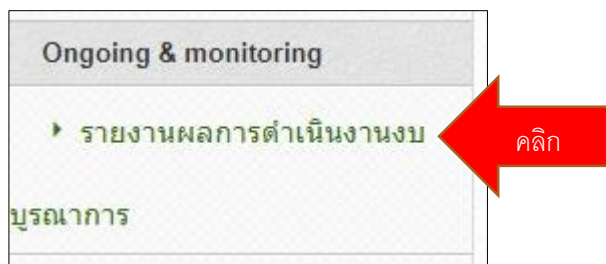 Ongoing & monitoring
รายงานผลการดำเนินงานงบ
คลิก
บูรณาการ